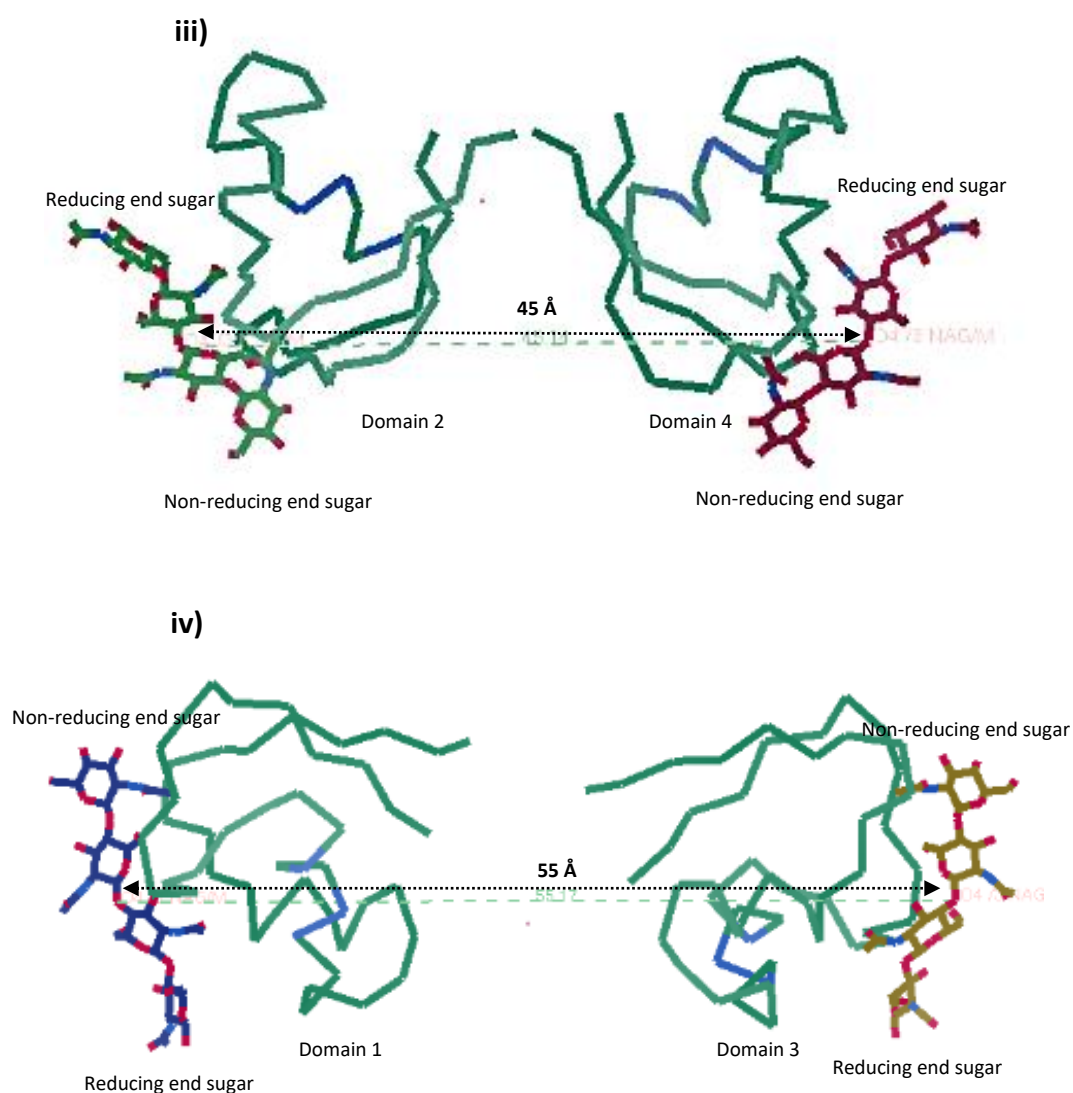 iii)
Reducing end sugar
Reducing end sugar
45 Å
Domain 2
Domain 4
Non-reducing end sugar
Non-reducing end sugar
iv)
Non-reducing end sugar
Non-reducing end sugar
55 Å
55.17
Domain 1
Domain 3
Reducing end sugar
Reducing end sugar